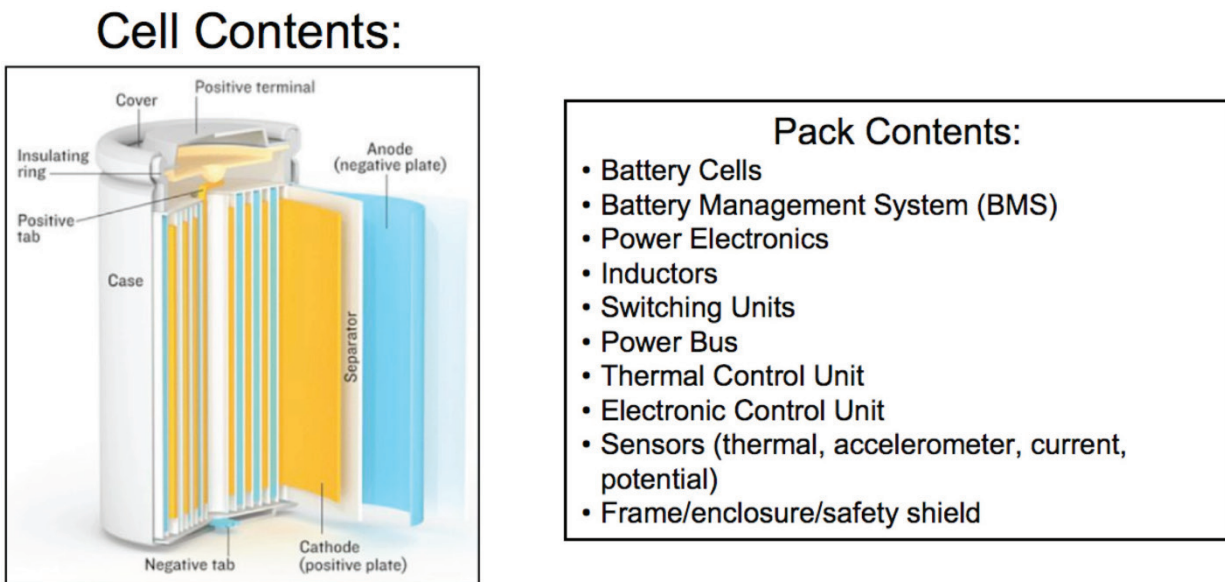 Cell Contents:
Positive terminal
Cover
Insulating
ring
Anode
(negative plate)
Positive
tab
Case
Separator
Cathode
(positive plate)
Negative tab
Pack Contents:
• Battery Cells
• Battery Management System (BMS)
• Power Electronics
• Inductors
• Switching Units
• Power Bus
• Thermal Control Unit
• Electronic Control Unit
• Sensors (thermal, accelerometer, current,
potential)
• Frame/enclosure/safety shield